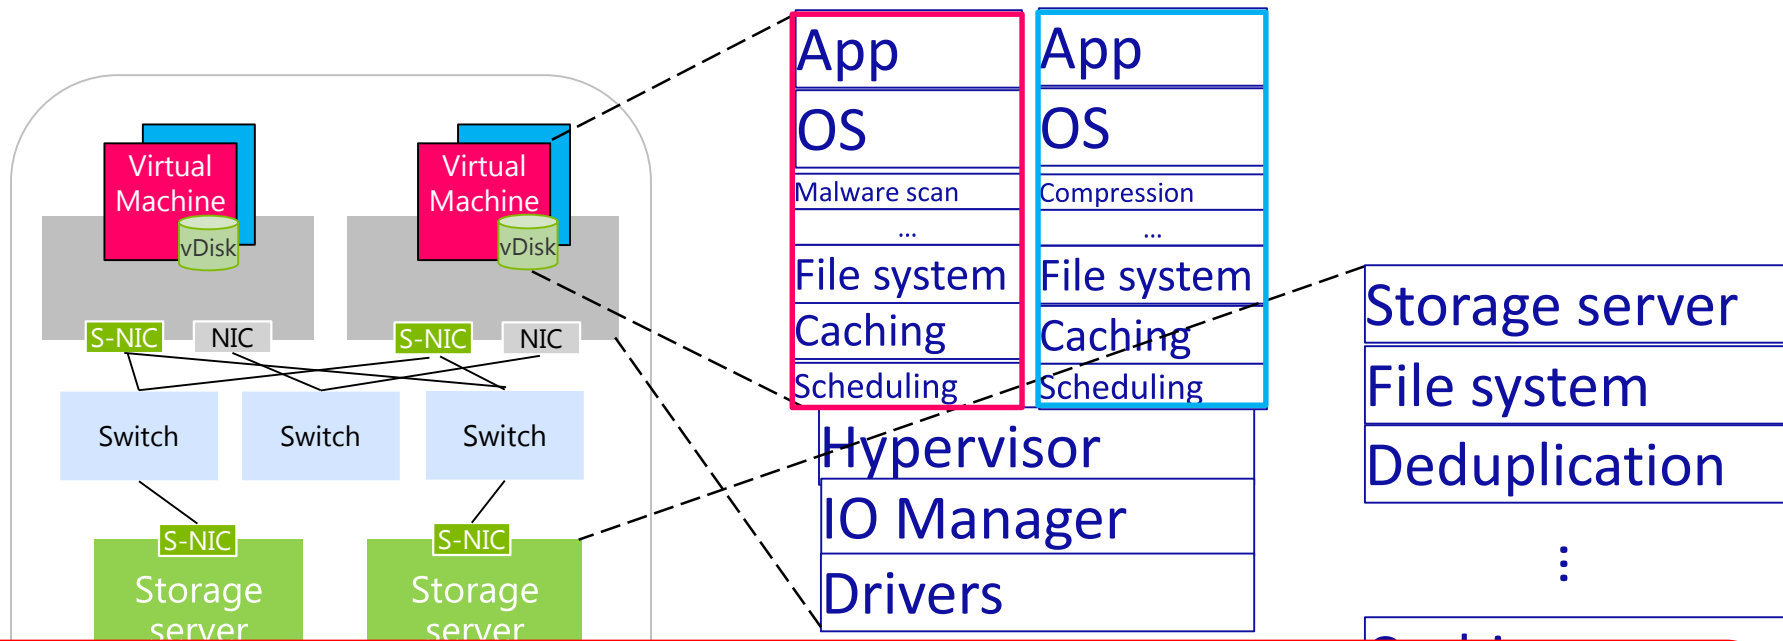 Virtual
Machine
vDisk
Virtual
Machine
vDisk
S-NIC
NIC
S-NIC
NIC
Switch
Switch
Switch
S-NIC
S-NIC
Storage
server
Storage
server
App
OS
Malware scan
...
File system
Caching
Scheduling
App
OS
Compression
...
File system
Caching
Scheduling
Hypervisor
IO Manager
Drivers
Storage server
File system
Deduplication
...